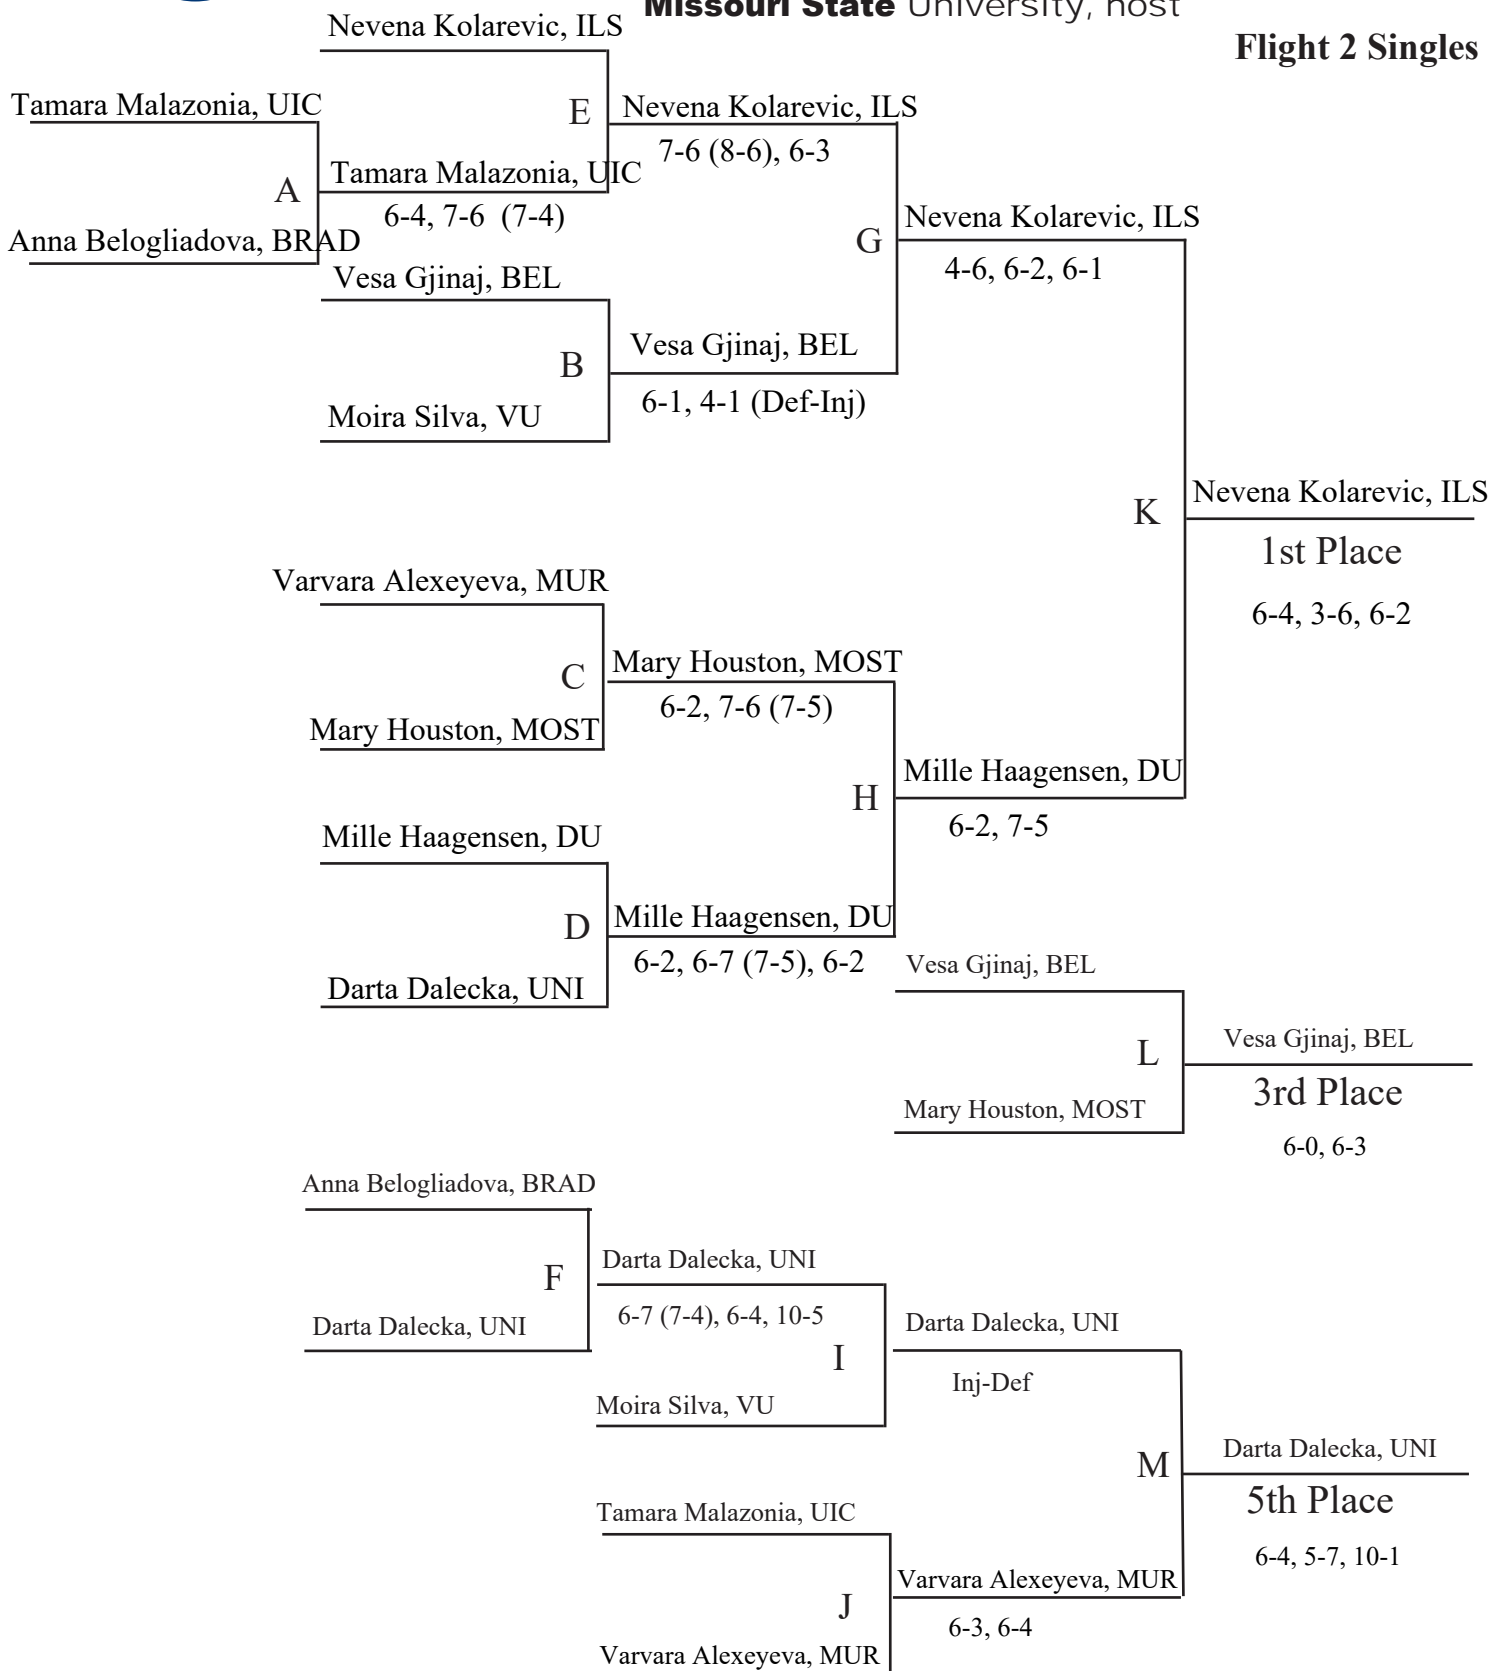 Missouri State University, host
Flight 2 Singles
Nevena Kolarevic, ILS
Tamara Malazonia, UIC
E
Nevena Kolarevic, ILS
7-6 (8-6), 6-3
A
Tamara Malazonia, UIC
6-4, 7-6 (7-4)
Anna Belogliadova, BRAD
G
Nevena Kolarevic, ILS
4-6, 6-2, 6-1
Vesa Gjinaj, BEL
B
Vesa Gjinaj, BEL
6-1, 4-1 (Def-Inj)
Moira Silva, VU
K
Nevena Kolarevic, ILS
1st Place
6-4, 3-6, 6-2
Varvara Alexeyeva, MUR
C
Mary Houston, MOST
6-2, 7-6 (7-5)
Mary Houston, MOST
H
Mille Haagensen, DU
6-2, 7-5
Mille Haagensen, DU
D
Mille Haagensen, DU
6-2, 6-7 (7-5), 6-2
Darta Dalecka, UNI
Vesa Gjinaj, BEL
L
Vesa Gjinaj, BEL
3rd Place
6-0, 6-3
Mary Houston, MOST
Anna Belogliadova, BRAD
F
Darta Dalecka, UNI
6-7 (7-4), 6-4, 10-5
Darta Dalecka, UNI
I
Darta Dalecka, UNI
Inj-Def
Moira Silva, VU
M
Darta Dalecka, UNI
5th Place
6-4, 5-7, 10-1
Tamara Malazonia, UIC
J
Varvara Alexeyeva, MUR
6-3, 6-4
Varvara Alexeyeva, MUR